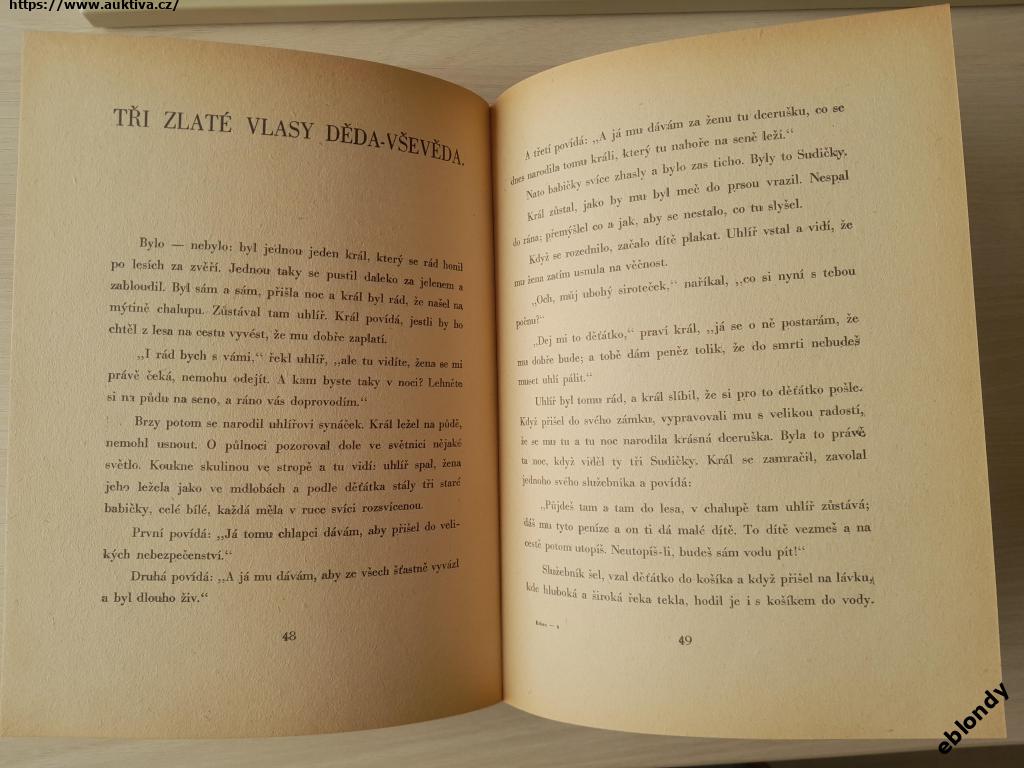 https://www.auktiva.cz/
TŘI ZLATÉ VLASY DĚDA-VŠEVĚDA.
Bylo — nebylo: byl jednou jeden král, který se rád honil
po lesích za zvěří. Jednou taky se pustil daleko za jelenem a
zabloudil. Byl sám a sám, přišla noc a král byl rád, že našel na
mýtině chalupu. Zůstával tam uhlíř. Král povídá, jestli by ho
chtěl z lesa na cestu vyvést, že mu dobře zaplatí.
„I rád bych s vámi,“ řekl uhlíř, „ale tu vidíte, žena se mi
právě čeká, nemohu odejít. A kam byste taky v noci? Lehněte
si na půdu na seno, a ráno vás doprovodím.“
Brzy potom se narodil uhlířovi synáček. Král ležel na půdě,
nemohl usnout. O půlnoci pozoroval dole ve světnici nějaké
světlo. Koukne skulinou ve stropě a tu vidí: uhlíř spal, žena
jeho ležela jako ve mdlobách a podle děťátka stály tři staré
babičky, celé bílé, každá měla v ruce svíci rozsvícenou.
První povídá: „Já tomu chlapci dávám, aby přišel do veli-
kých nebezpečenství.“
Druhá povídá: „A já mu dávám, aby ze všech šťastně vyvázl
a byl dlouho živ.“
48
A třetí povídá: „A já mu dávám za ženu tu dcerušku, co se
dnes narodila tomu králi, který tu nahoře na seně leží.“
Nato babičky svíce zhasly a bylo zas ticho. Byly to Sudičky.
Král zůstal, jako by mu byl meč do prsou vrazil. Nespal
do rána; přemýšlel co a jak, aby se nestalo, co tu slyšel.
Když se rozednilo, začalo dítě plakat. Uhlíř vstal a vidí, že
mu žena zatím usnula na věčnost.
„Och, můj ubohý siroteček,“ naříkal, „co si nyní s tebou
počnu?“
„Dej mi to děťátko,“ praví král, „já se o ně postarám, že
mu dobře bude; a tobě dám peněz tolik, že do smrti nebudeš
muset uhlí pálit.“
Uhlíř byl tomu rád, a král slíbil, že si pro to děťátko pošle.
Když přišel do svého zámku, vypravovali mu s velikou radostí,
že se mu tu a tu noc narodila krásná dceruška. Byla to právě
ta noc, když viděl ty tři Sudičky. Král se zamračil, zavolal
jednoho svého služebníka a povídá:
„Půjdeš tam a tam do lesa, v chalupě tam uhlíř zůstává;
dáš mu tyto peníze a on ti dá malé dítě. To dítě vezmeš a na
cestě potom utopíš. Neutopíš-li, budeš sám vodu pít!“
Služebník šel, vzal děťátko do košíka a když přišel na lávku,
kde hluboká a široká řeka tekla, hodil je i s košíkem do vody.
49
eblondy